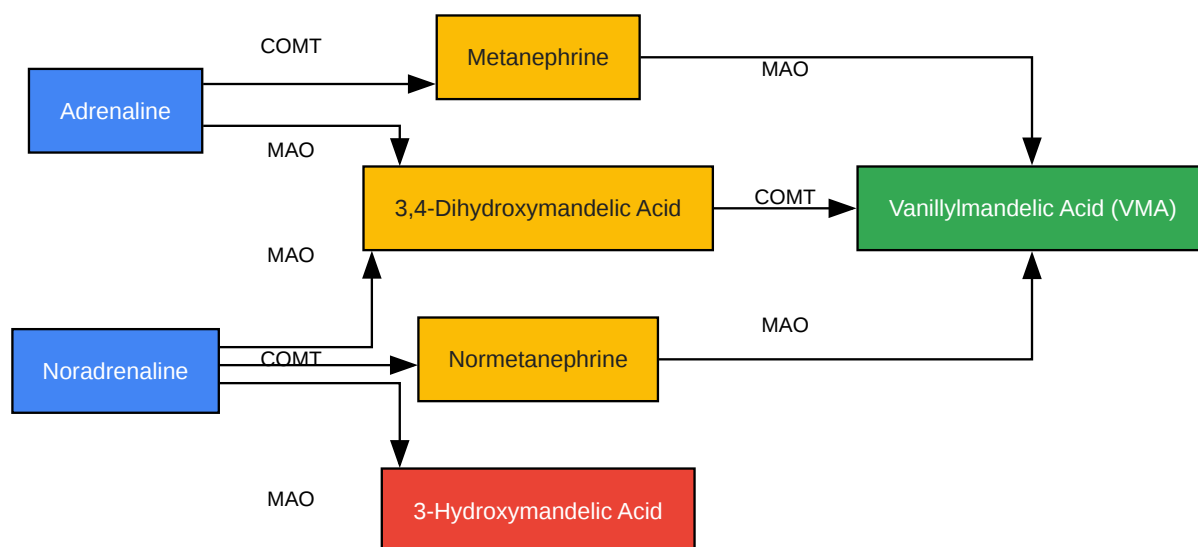 COMT
Metanephrine
MAO
Adrenaline
MAO
3,4-Dihydroxymandelic Acid
COMT
Vanillylmandelic Acid (VMA)
MAO
MAO
Noradrenaline
COMT
Normetanephrine
MAO
3-Hydroxymandelic Acid